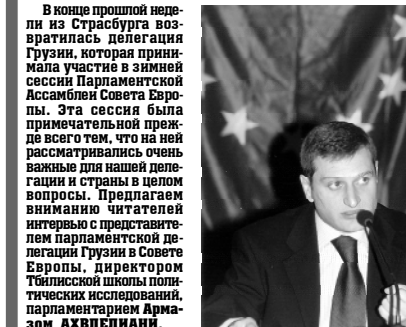 В конце прошлой неде-
ли из Страсбурга воз-
вратилась делегация
Грузии, которая прини-
мала участие в зимней
сессии Парламентской
Ассамблеи Совета Евро-
пы. Эта сессия была
примечательной преж-
де всего тем, что на ней
рассматривались очень
важные для нашей деле-
гации и страны в целом
вопросы. Предлагаем
вниманию читателей
интервью с представите-
лем парламентской де-
легации Грузии в Совете
Европы, директором
Тбилисской школы поли-
тических исследований,
парламентарием Арма-
зом АХВЛЕДИАНИ.